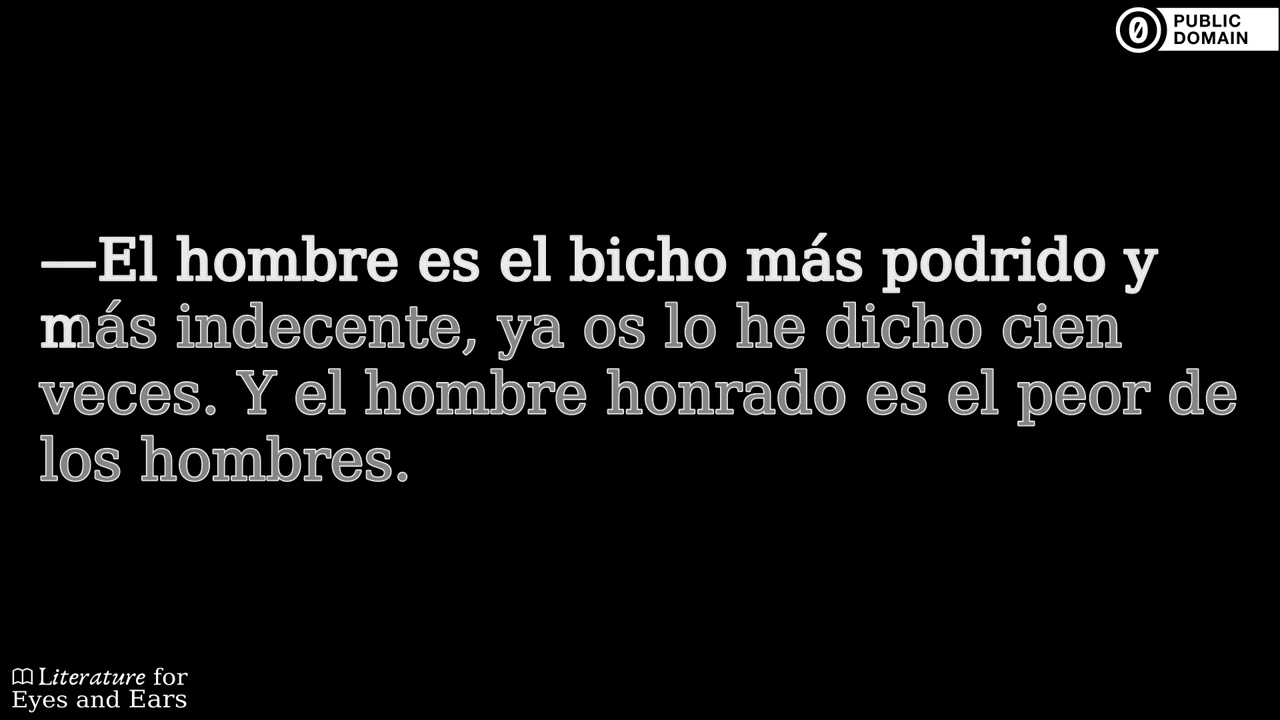 PUBLIC
DOMAIN
—El hombre es el bicho más podrido y
más indecente, ya os lo he dicho cien
veces. Y el hombre honrado es el peor de
los hombres.
Literature for
Eyes and Ears